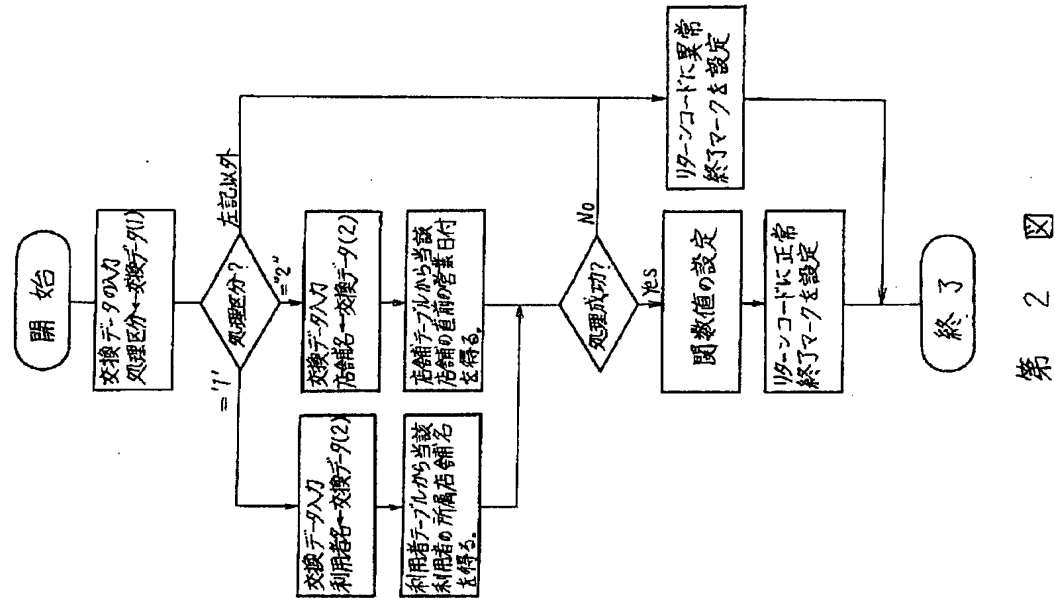 開始
交換データの入力
処理区分←交換データ(1)
処理区分?
='1'
="2"
左記以外
交換データ入力
利用者名←交換データ(2)
交換データ入力
店舗名←交換データ(2)
利用者テーブルから当該
利用者の所属店舗名
を得る。
店舗テーブルから当該
店舗の直前の営業日付
を得る。
処理成功?
No
Yes
関数値の設定
リターンコードに異常
終了マークを設定
リターンコードに正常
終了マークを設定
終了
第 2 図